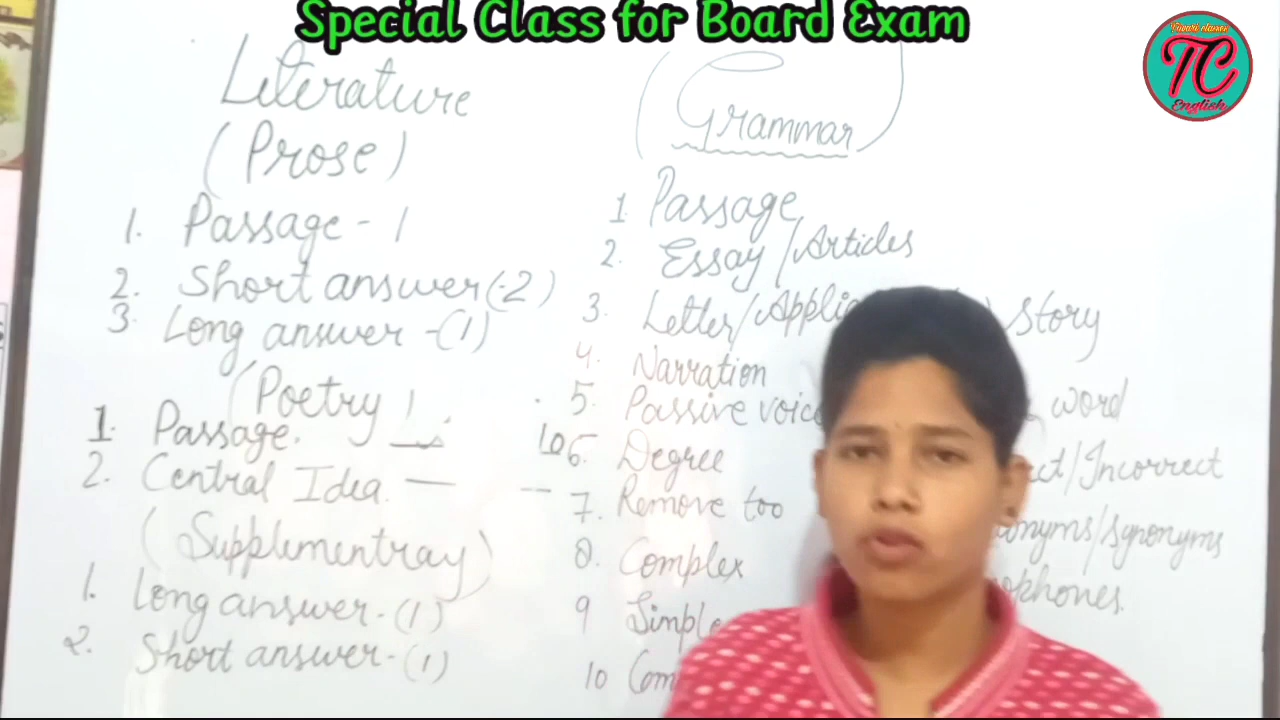 Special Class for Board Exam
Tiwari classes
TC
English
Literature
(Prose)
1. Passage - 1
2. Short answer (-2)
3. Long answer -(1)
(Poetry)
1. Passage.
2. Central Idea.
(Supplementray)
1. Long answer -(1)
2. Short answer -(1)
(Grammar)
1 Passage
2. Essay/Articles
3. Letter/ story
4. Narration
5. Passive word
6. Degree /Incorrect
7. Remove too /synonyms
8. Complex
9 Simple
10